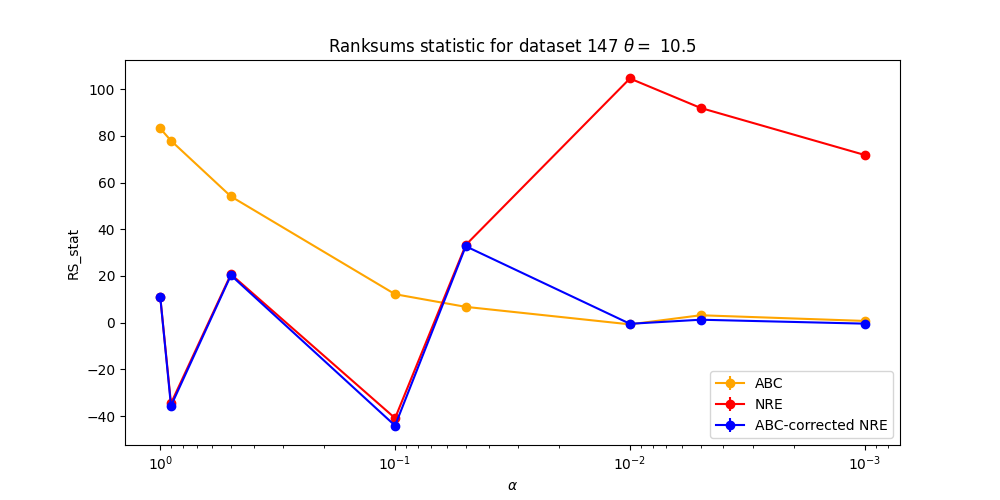 Ranksums statistic for dataset 147 θ = 10.5
RS_stat
100
80
60
40
20
0
−20
−40
10⁰
10⁻¹
10⁻²
10⁻³
α
ABC
NRE
ABC-corrected NRE